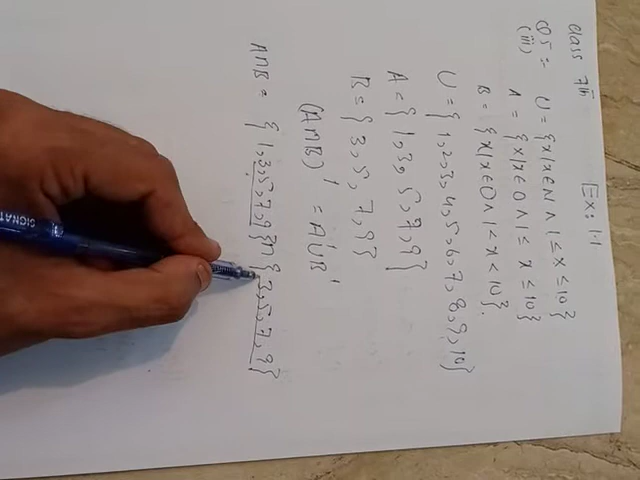 Class 7th
Ex: 1.1
Q5:- U = {x|x∈N∧1≤x≤10}
(iii) A = {x|x∈O∧1≤x≤10}
B = {x|x∈O∧1<x<10}.
U = {1,2,3,4,5,6,7,8,9,10}
A = {1,3,5,7,9}
B = {3,5,7,9}
(A∩B)' = A'∪B'
A∩B = {1,3,5,7,9}∩{3,5,7,9}
SIGNAT